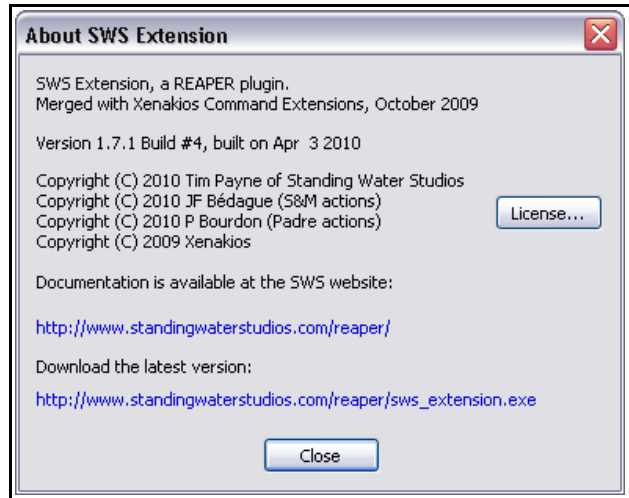 About SWS Extension
SWS Extension, a REAPER plugin.
Merged with Xenakios Command Extensions, October 2009
Version 1.7.1 Build #4, built on Apr  3 2010
Copyright (C) 2010 Tim Payne of Standing Water Studios
Copyright (C) 2010 JF Bédague (S&M actions)
Copyright (C) 2010 P Bourdon (Padre actions)
Copyright (C) 2009 Xenakios
License...
Documentation is available at the SWS website:
http://www.standingwaterstudios.com/reaper/
Download the latest version:
http://www.standingwaterstudios.com/reaper/sws_extension.exe
Close